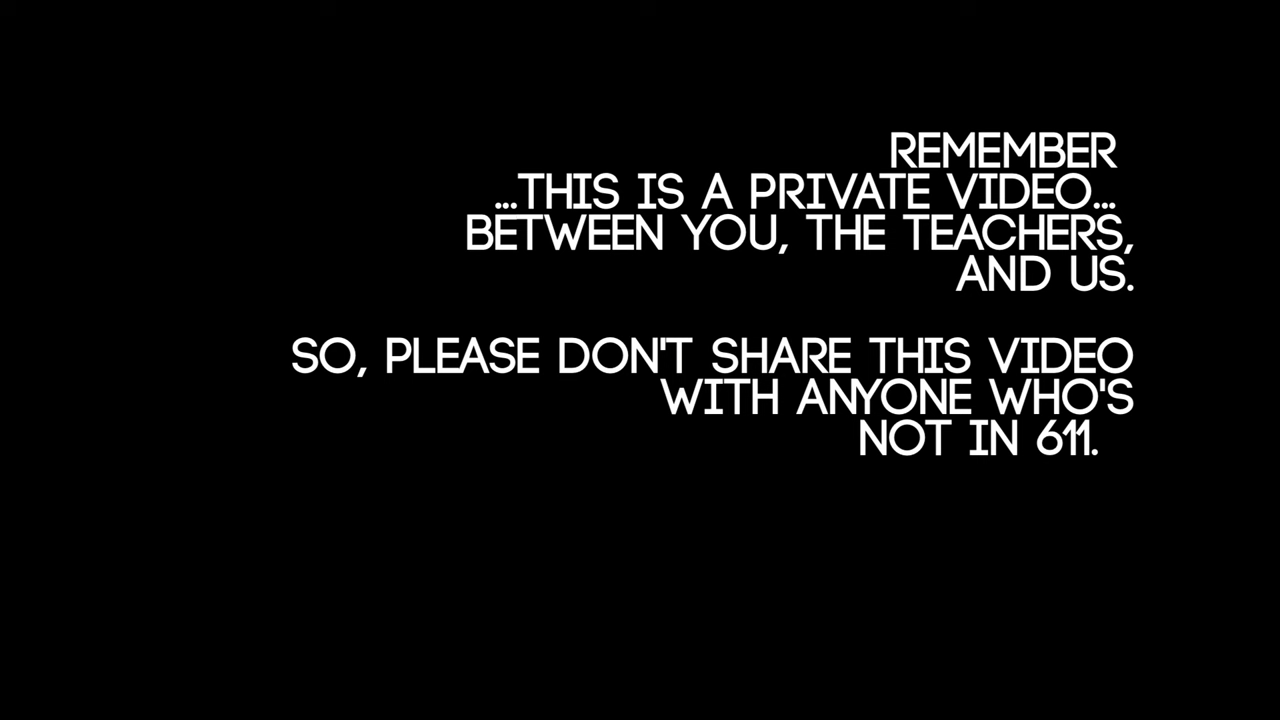 REMEMBER
...THIS IS A PRIVATE VIDEO...
BETWEEN YOU, THE TEACHERS,
AND US.
SO, PLEASE DON'T SHARE THIS VIDEO
WITH ANYONE WHO'S
NOT IN 611.